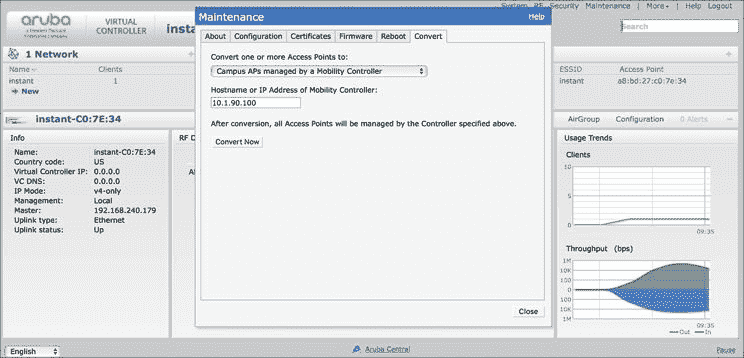 System RF Security Maintenance More Help Logout
aruba
a Hewlett Packard
Enterprise company
VIRTUAL
CONTROLLER
insta
Search
1 Network
Name
Clients
instant
1
New
ESSID
Access Point
instant
a8:bd:27:c0:7e:34
instant-C0:7E:34
AirGroup Configuration 0 Alerts
Info
Name: instant-C0:7E:34
Country code: US
Virtual Controller IP: 0.0.0.0
VC DNS: 0.0.0.0
IP Mode: v4-only
Management: Local
Master: 192.168.240.179
Uplink type: Ethernet
Uplink status: Up
RF D
Maintenance
Help
About Configuration Certificates Firmware Reboot Convert
Convert one or more Access Points to:
Campus APs managed by a Mobility Controller
Hostname or IP Address of Mobility Controller:
10.1.90.100
After conversion, all Access Points will be managed by the Controller specified above.
Convert Now
Close
Usage Trends
Clients
10
5
0
09:35
Throughput (bps)
1M
10K
100
0
100
10K
1M
09:35
Out In
English
Aruba Central
Pause